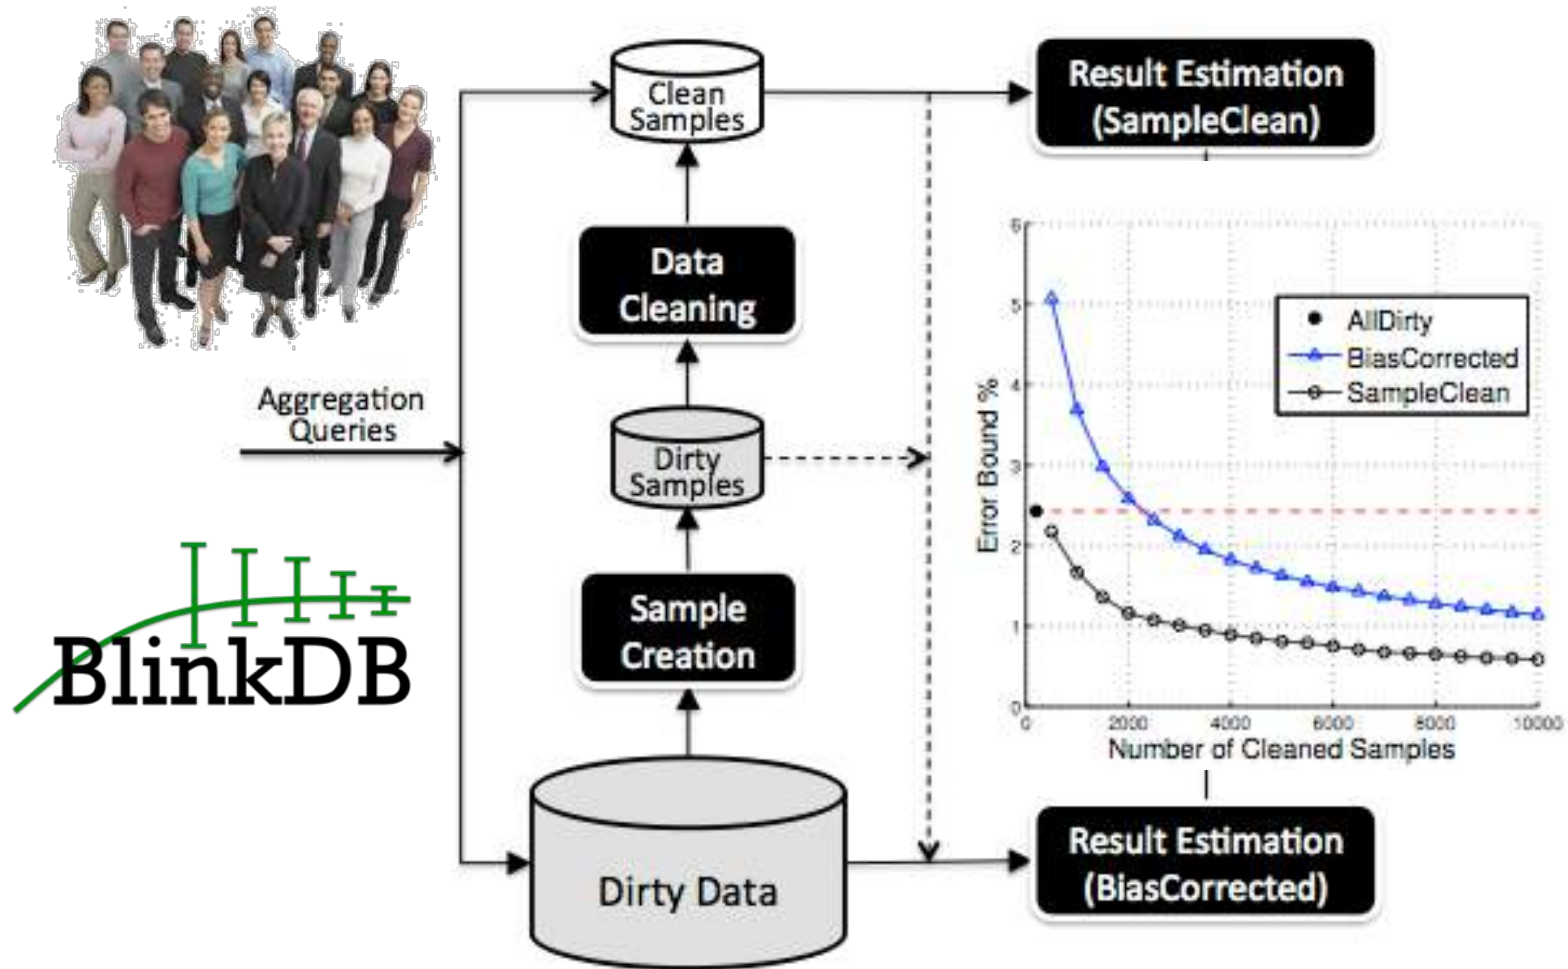 Clean
Samples
Result Estimation
(SampleClean)
Data
Cleaning
Aggregation
Queries
Dirty
Samples
BlinkDB
Sample
Creation
Dirty Data
6
5
4
3
2
1
0
Error Bound %
AllDirty
BiasCorrected
SampleClean
0
2000
4000
6000
8000
10000
Number of Cleaned Samples
Result Estimation
(BiasCorrected)